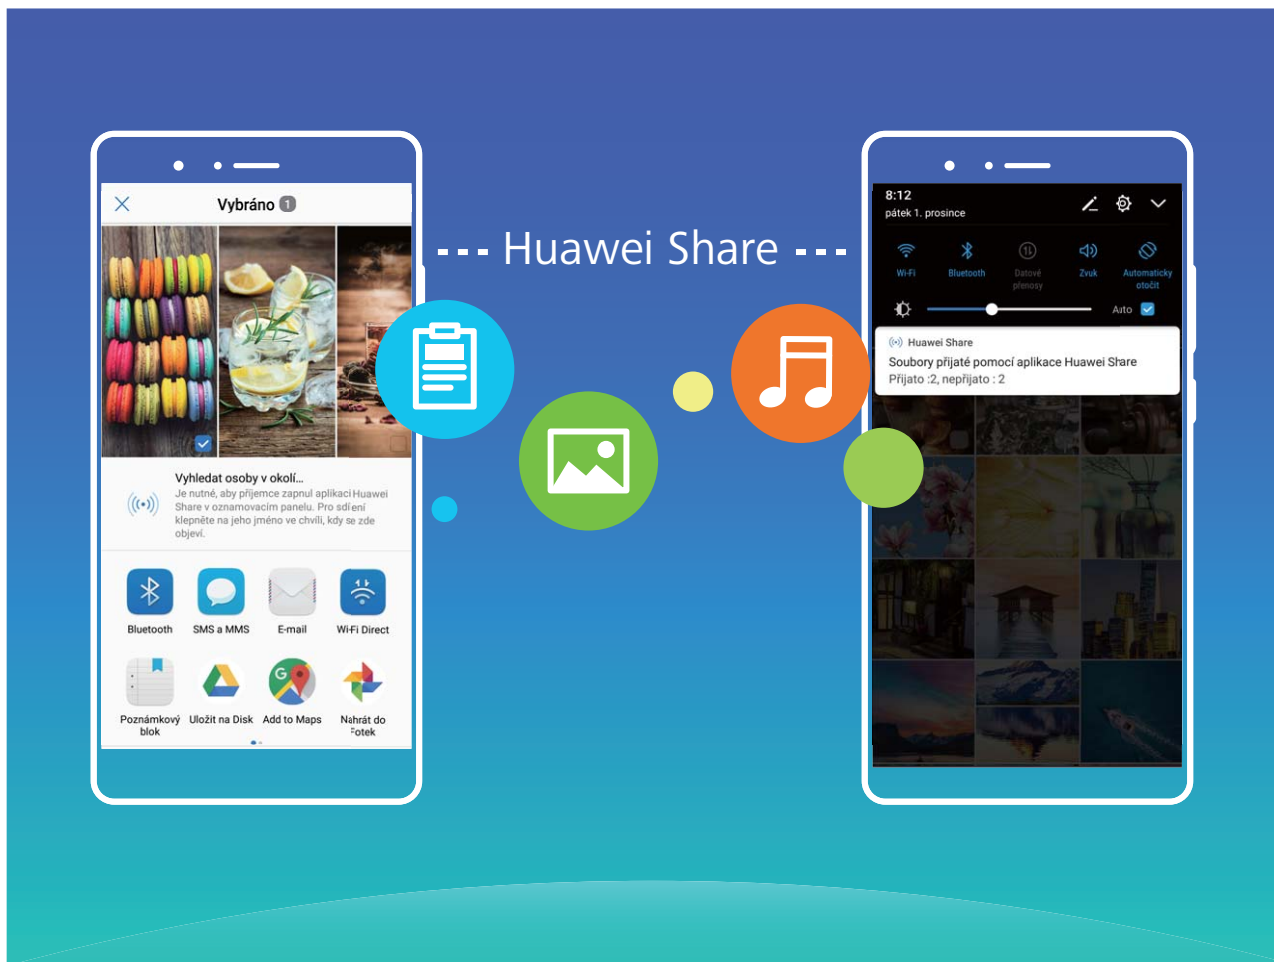 Vybráno 1
Vyhledat osoby v okolí...
Je nutné, aby příjemce zapnul aplikaci Huawei
Share v oznamovacím panelu. Pro sdílení
klepněte na jeho jméno ve chvíli, kdy se zde
objeví.
Bluetooth
SMS a MMS
E-mail
Wi-Fi Direct
Poznámkový
blok
Uložit na Disk
Add to Maps
Nahrát do
Fotek
Huawei Share
8:12
pátek 1. prosince
Wi-Fi
Bluetooth
Datové
přenosy
Zvuk
Automaticky
otočit
Auto
Huawei Share
Soubory přijaté pomocí aplikace Huawei Share
Přijato :2, nepřijato : 2